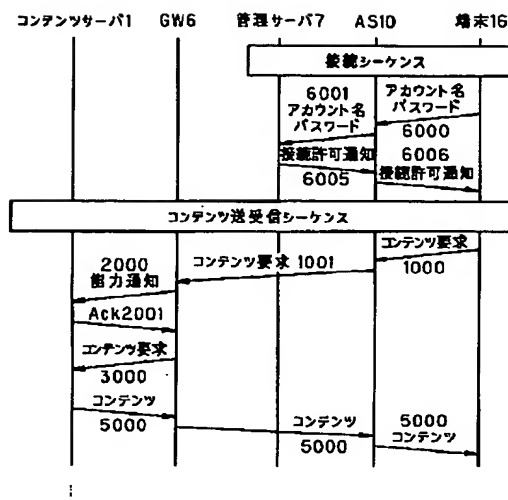 コンテンツサーバ1 GW6 管理サーバ7 AS10 端末16
接続シーケンス
6001 アカウント名
アカウント名 パスワード
パスワード 6000
接続許可通知 6006
6005 接続許可通知
コンテンツ送受信シーケンス
コンテンツ要求
2000 コンテンツ要求 1001 1000
能力通知
Ack2001
コンテンツ要求
3000
コンテンツ コンテンツ 5000
5000 5000 コンテンツ